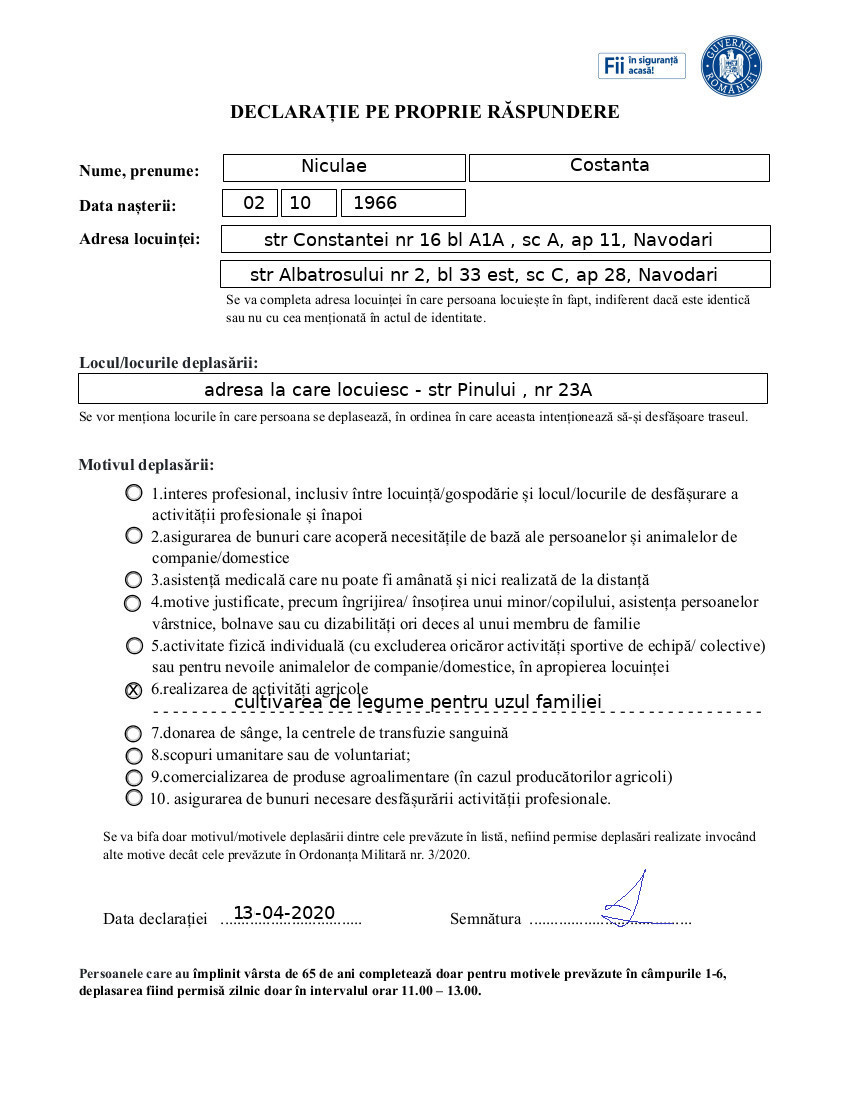 Fii în siguranță
acasă!
GUVERNUL ROMÂNIEI
DECLARAȚIE PE PROPRIE RĂSPUNDERE
Nume, prenume: Niculae Costanta
Data nașterii: 02 10 1966
Adresa locuinței: str Constantei nr 16 bl A1A , sc A, ap 11, Navodari
str Albatrosului nr 2, bl 33 est, sc C, ap 28, Navodari
Se va completa adresa locuinței în care persoana locuiește în fapt, indiferent dacă este identică
sau nu cu cea menționată în actul de identitate.
Locul/locurile deplasării:
adresa la care locuiesc - str Pinului , nr 23A
Se vor menționa locurile în care persoana se deplasează, în ordinea în care aceasta intenționează să-și desfășoare traseul.
Motivul deplasării:
1.interes profesional, inclusiv între locuință/gospodărie și locul/locurile de desfășurare a
activității profesionale și înapoi
2.asigurarea de bunuri care acoperă necesitățile de bază ale persoanelor și animalelor de
companie/domestice
3.asistență medicală care nu poate fi amânată și nici realizată de la distanță
4.motive justificate, precum îngrijirea/ însoțirea unui minor/copilului, asistența persoanelor
vârstnice, bolnave sau cu dizabilități ori deces al unui membru de familie
5.activitate fizică individuală (cu excluderea oricăror activități sportive de echipă/ colective)
sau pentru nevoile animalelor de companie/domestice, în apropierea locuinței
X 6.realizarea de activități agricole
cultivarea de legume pentru uzul familiei
7.donarea de sânge, la centrele de transfuzie sanguină
8.scopuri umanitare sau de voluntariat;
9.comercializarea de produse agroalimentare (în cazul producătorilor agricoli)
10. asigurarea de bunuri necesare desfășurării activității profesionale.
Se va bifa doar motivul/motivele deplasării dintre cele prevăzute în listă, nefiind permise deplasări realizate invocând
alte motive decât cele prevăzute în Ordonanța Militară nr. 3/2020.
Data declarației 13-04-2020 Semnătura
Persoanele care au împlinit vârsta de 65 de ani completează doar pentru motivele prevăzute în câmpurile 1-6,
deplasarea fiind permisă zilnic doar în intervalul orar 11.00 – 13.00.